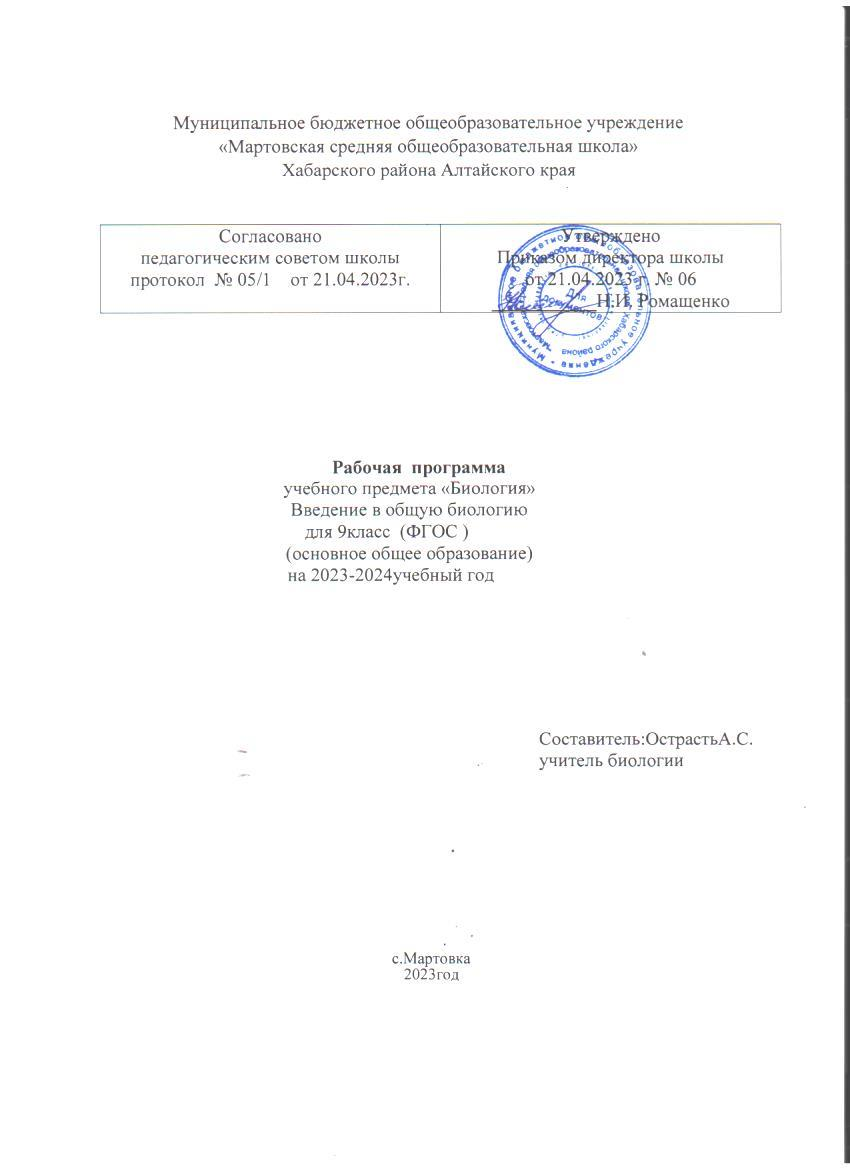 Муниципальное бюджетное общеобразовательное учреждение
«Мартовская средняя общеобразовательная школа»
Хабарского района Алтайского края
Согласовано
педагогическим советом школы
протокол № 05/1 от 21.04.2023г.
Утверждено
Приказом директора школы
от 21.04.2023 г. № 06
Н.И. Ромащенко
Для
документов
Рабочая программа
учебного предмета «Биология»
Введение в общую биологию
для 9класс (ФГОС )
(основное общее образование)
на 2023-2024учебный год
Составитель:ОстрастьА.С.
учитель биологии
с.Мартовка
2023год